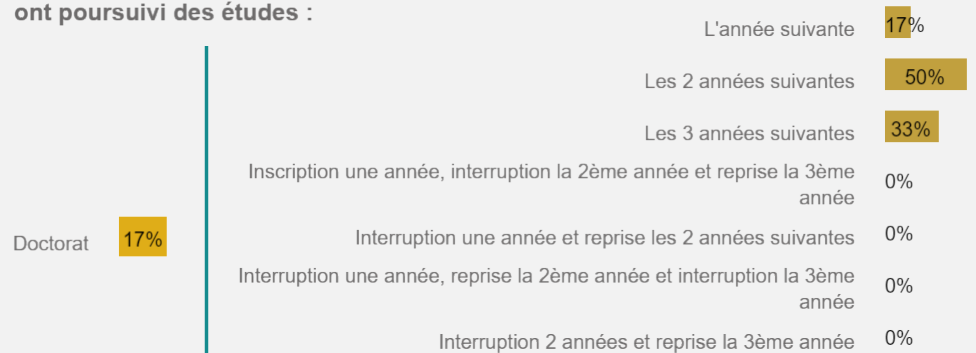 ont poursuivi des études :
L'année suivante 17%
Les 2 années suivantes 50%
Les 3 années suivantes 33%
Inscription une année, interruption la 2ème année et reprise la 3ème
année 0%
Doctorat 17%
Interruption une année et reprise les 2 années suivantes 0%
Interruption une année, reprise la 2ème année et interruption la 3ème
année 0%
Interruption 2 années et reprise la 3ème année 0%